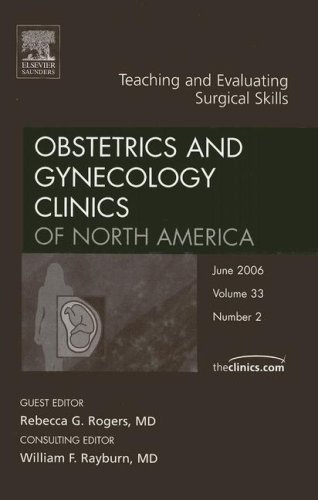 ELSEVIER
SAUNDERS
Teaching and Evaluating
Surgical Skills
OBSTETRICS AND
GYNECOLOGY
CLINICS
OF NORTH AMERICA
June 2006
Volume 33
Number 2
theclinics.com
GUEST EDITOR
Rebecca G. Rogers, MD
CONSULTING EDITOR
William F. Rayburn, MD